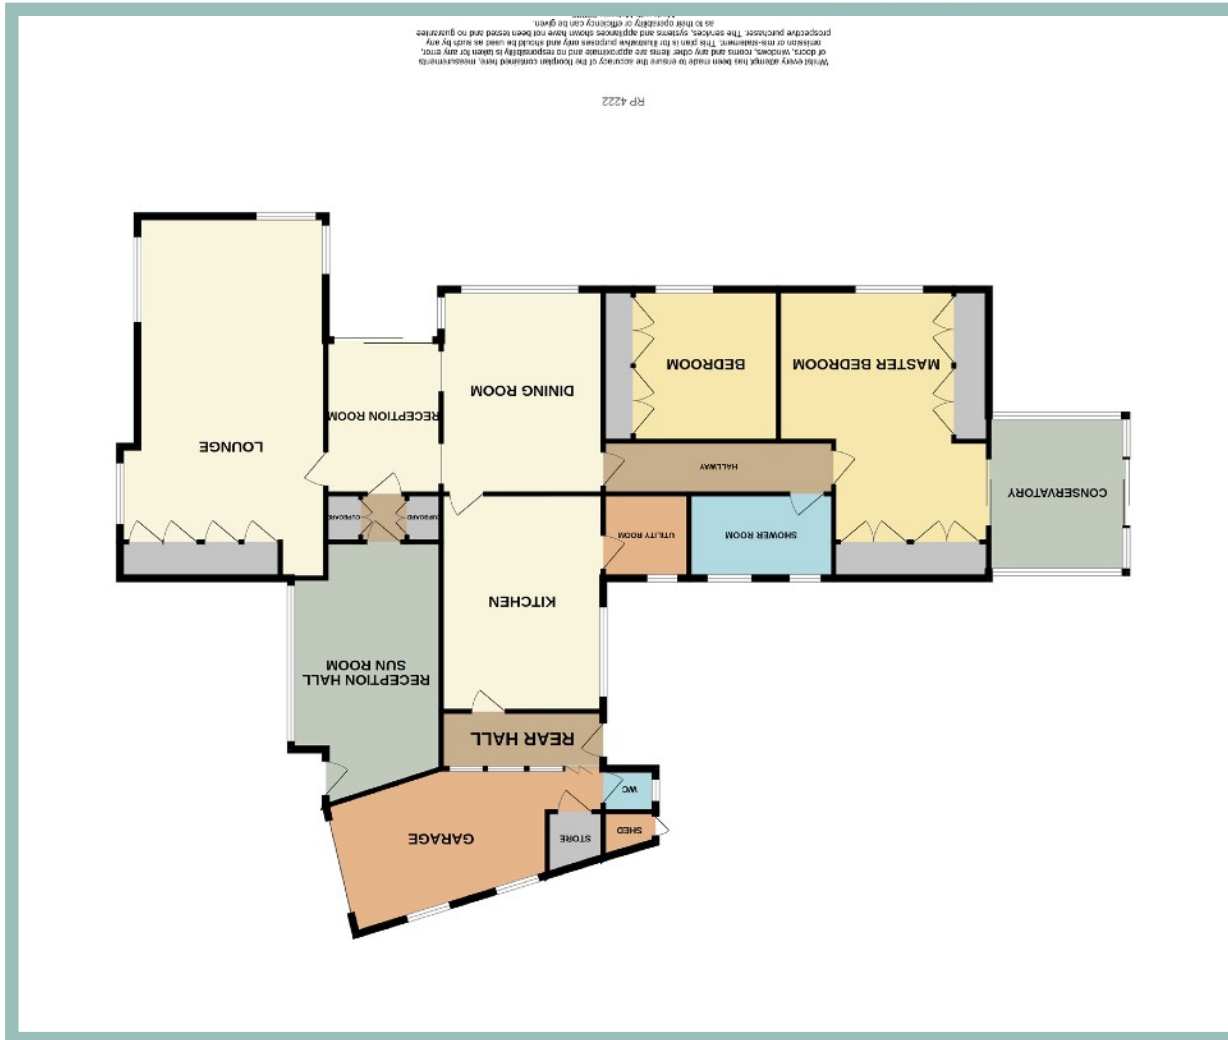 SHED
STORE
GARAGE
WC
REAR HALL
RECEPTION HALL
SUN ROOM
KITCHEN
SHOWER ROOM
UTILITY ROOM
CUPBOARD
CUPBOARD
CONSERVATORY
HALLWAY
LOUNGE
RECEPTION ROOM
DINING ROOM
MASTER BEDROOM
BEDROOM
RP 4222
Whilst every attempt has been made to ensure the accuracy of the floorplan contained here, measurements
of doors, windows, rooms and any other items are approximate and no responsibility is taken for any error,
omission or mis-statement. This plan is for illustrative purposes only and should be used as such by any
prospective purchaser. The services, systems and appliances shown have not been tested and no guarantee
as to their operability or efficiency can be given.